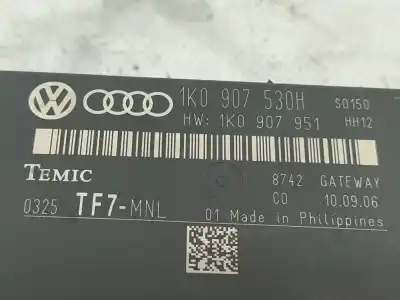 1K0 907 530H S0150
HW: 1K0 907 951 HH12
TEMIC 8742 GATEWAY
C0 10.09.06
0325 TF7-MNL
01 Made in Philippines